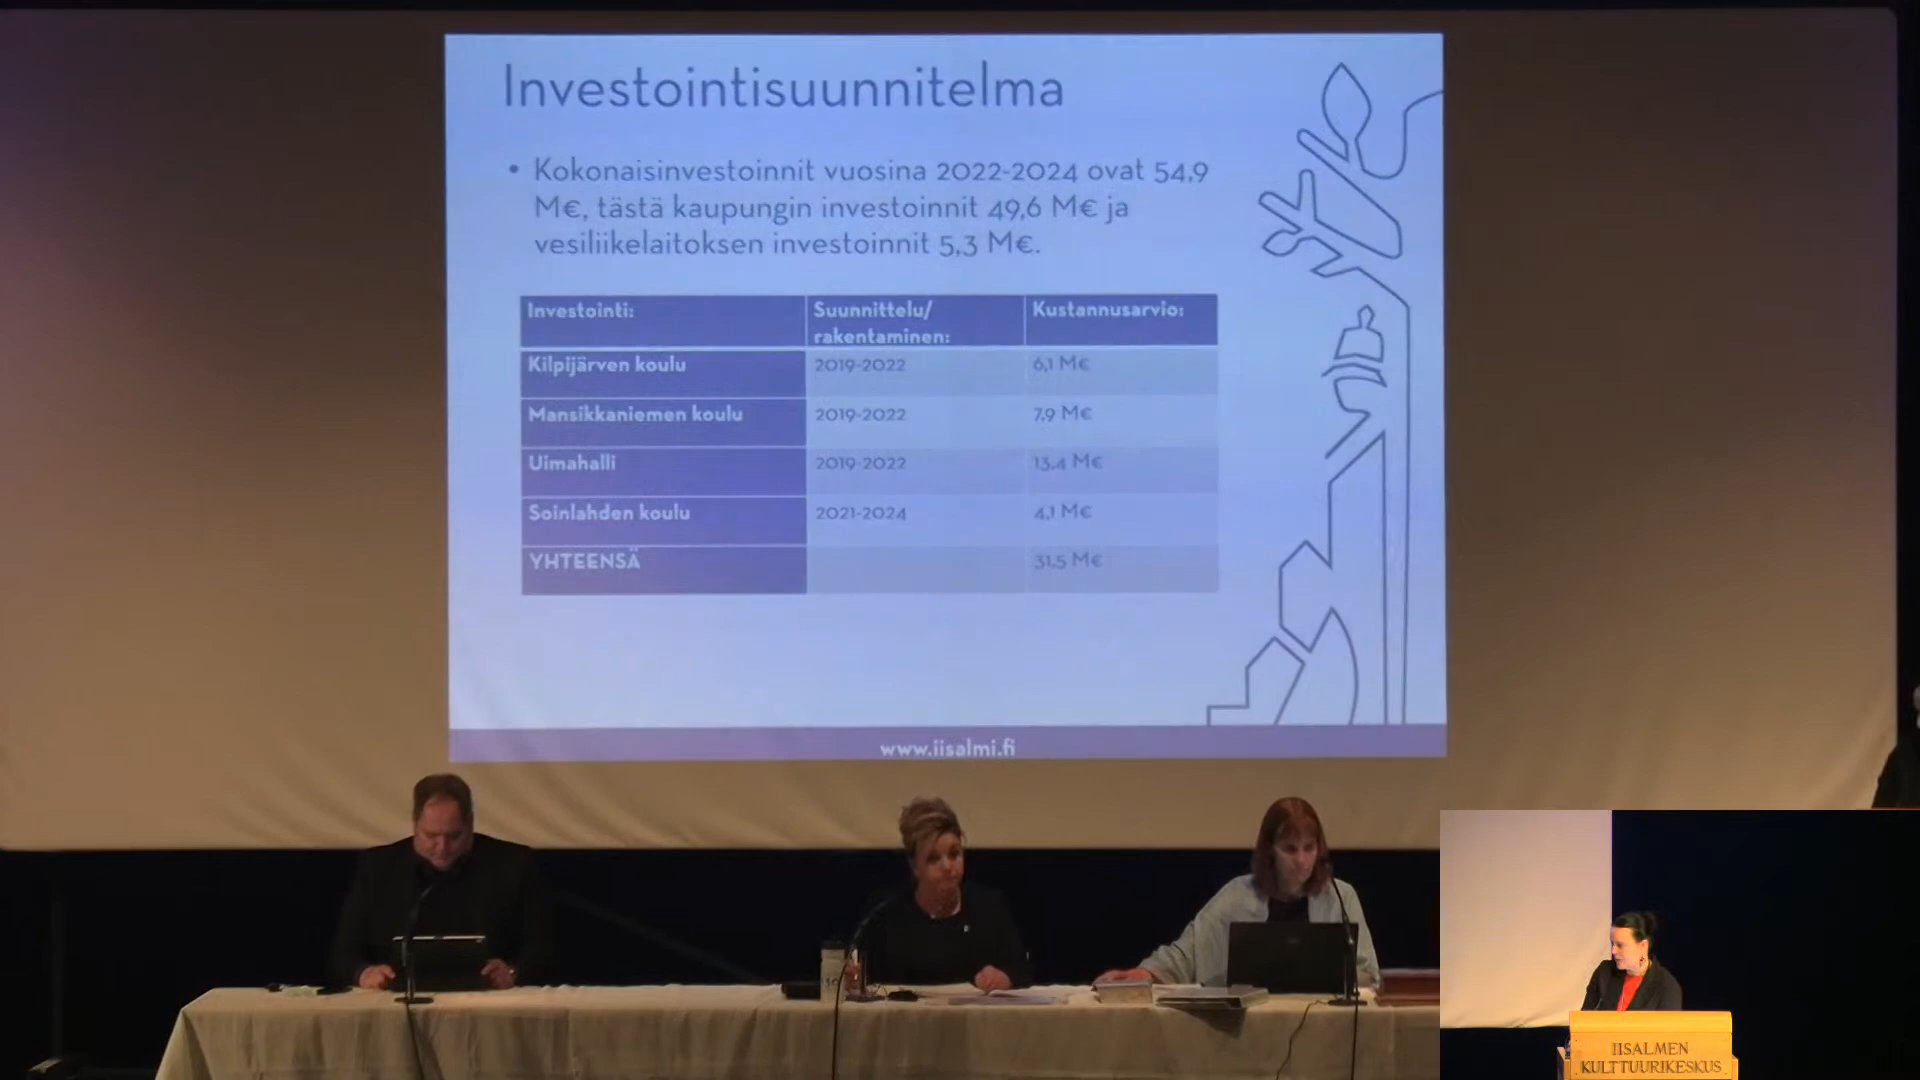 Investointisuunnitelma
• Kokonaisinvestoinnit vuosina 2022-2024 ovat 54,9
M€, tästä kaupungin investoinnit 49,6 M€ ja
vesiliikelaitoksen investoinnit 5,3 M€.
Investointi: Suunnittelu/ Kustannusarvio:
rakentaminen:
Kilpijärven koulu 2019-2022 6,1 M€
Mansikkaniemen koulu 2019-2022 7,9 M€
Uimahalli 2019-2022 13,4 M€
Soinlahden koulu 2021-2024 4,1 M€
YHTEENSÄ 31,5 M€
www.iisalmi.fi
IISALMEN
KULTTUURIKESKUS